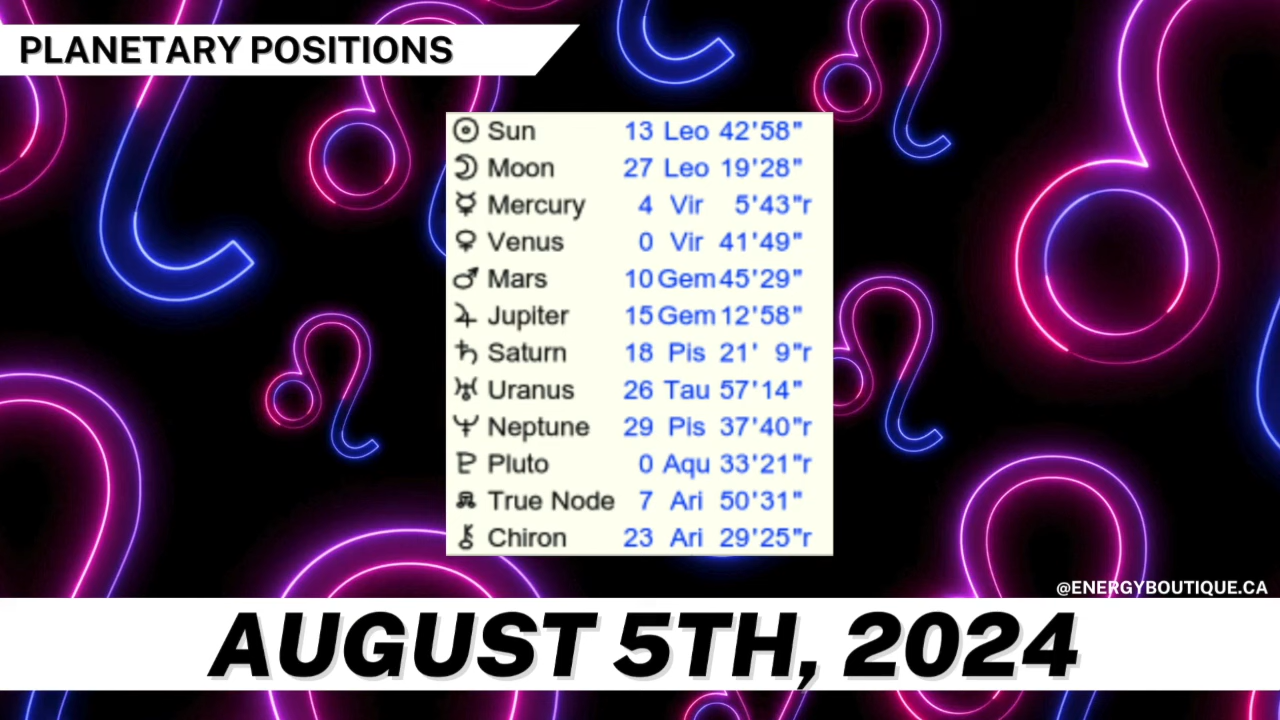 PLANETARY POSITIONS
Sun 13 Leo 42'58"
Moon 27 Leo 19'28"
Mercury 4 Vir 5'43"r
Venus 0 Vir 41'49"
Mars 10 Gem 45'29"
Jupiter 15 Gem 12'58"
Saturn 18 Pis 21' 9"r
Uranus 26 Tau 57'14"
Neptune 29 Pis 37'40"r
Pluto 0 Aqu 33'21"r
True Node 7 Ari 50'31"
Chiron 23 Ari 29'25"r
@ENERGYBOUTIQUE.CA
AUGUST 5TH, 2024